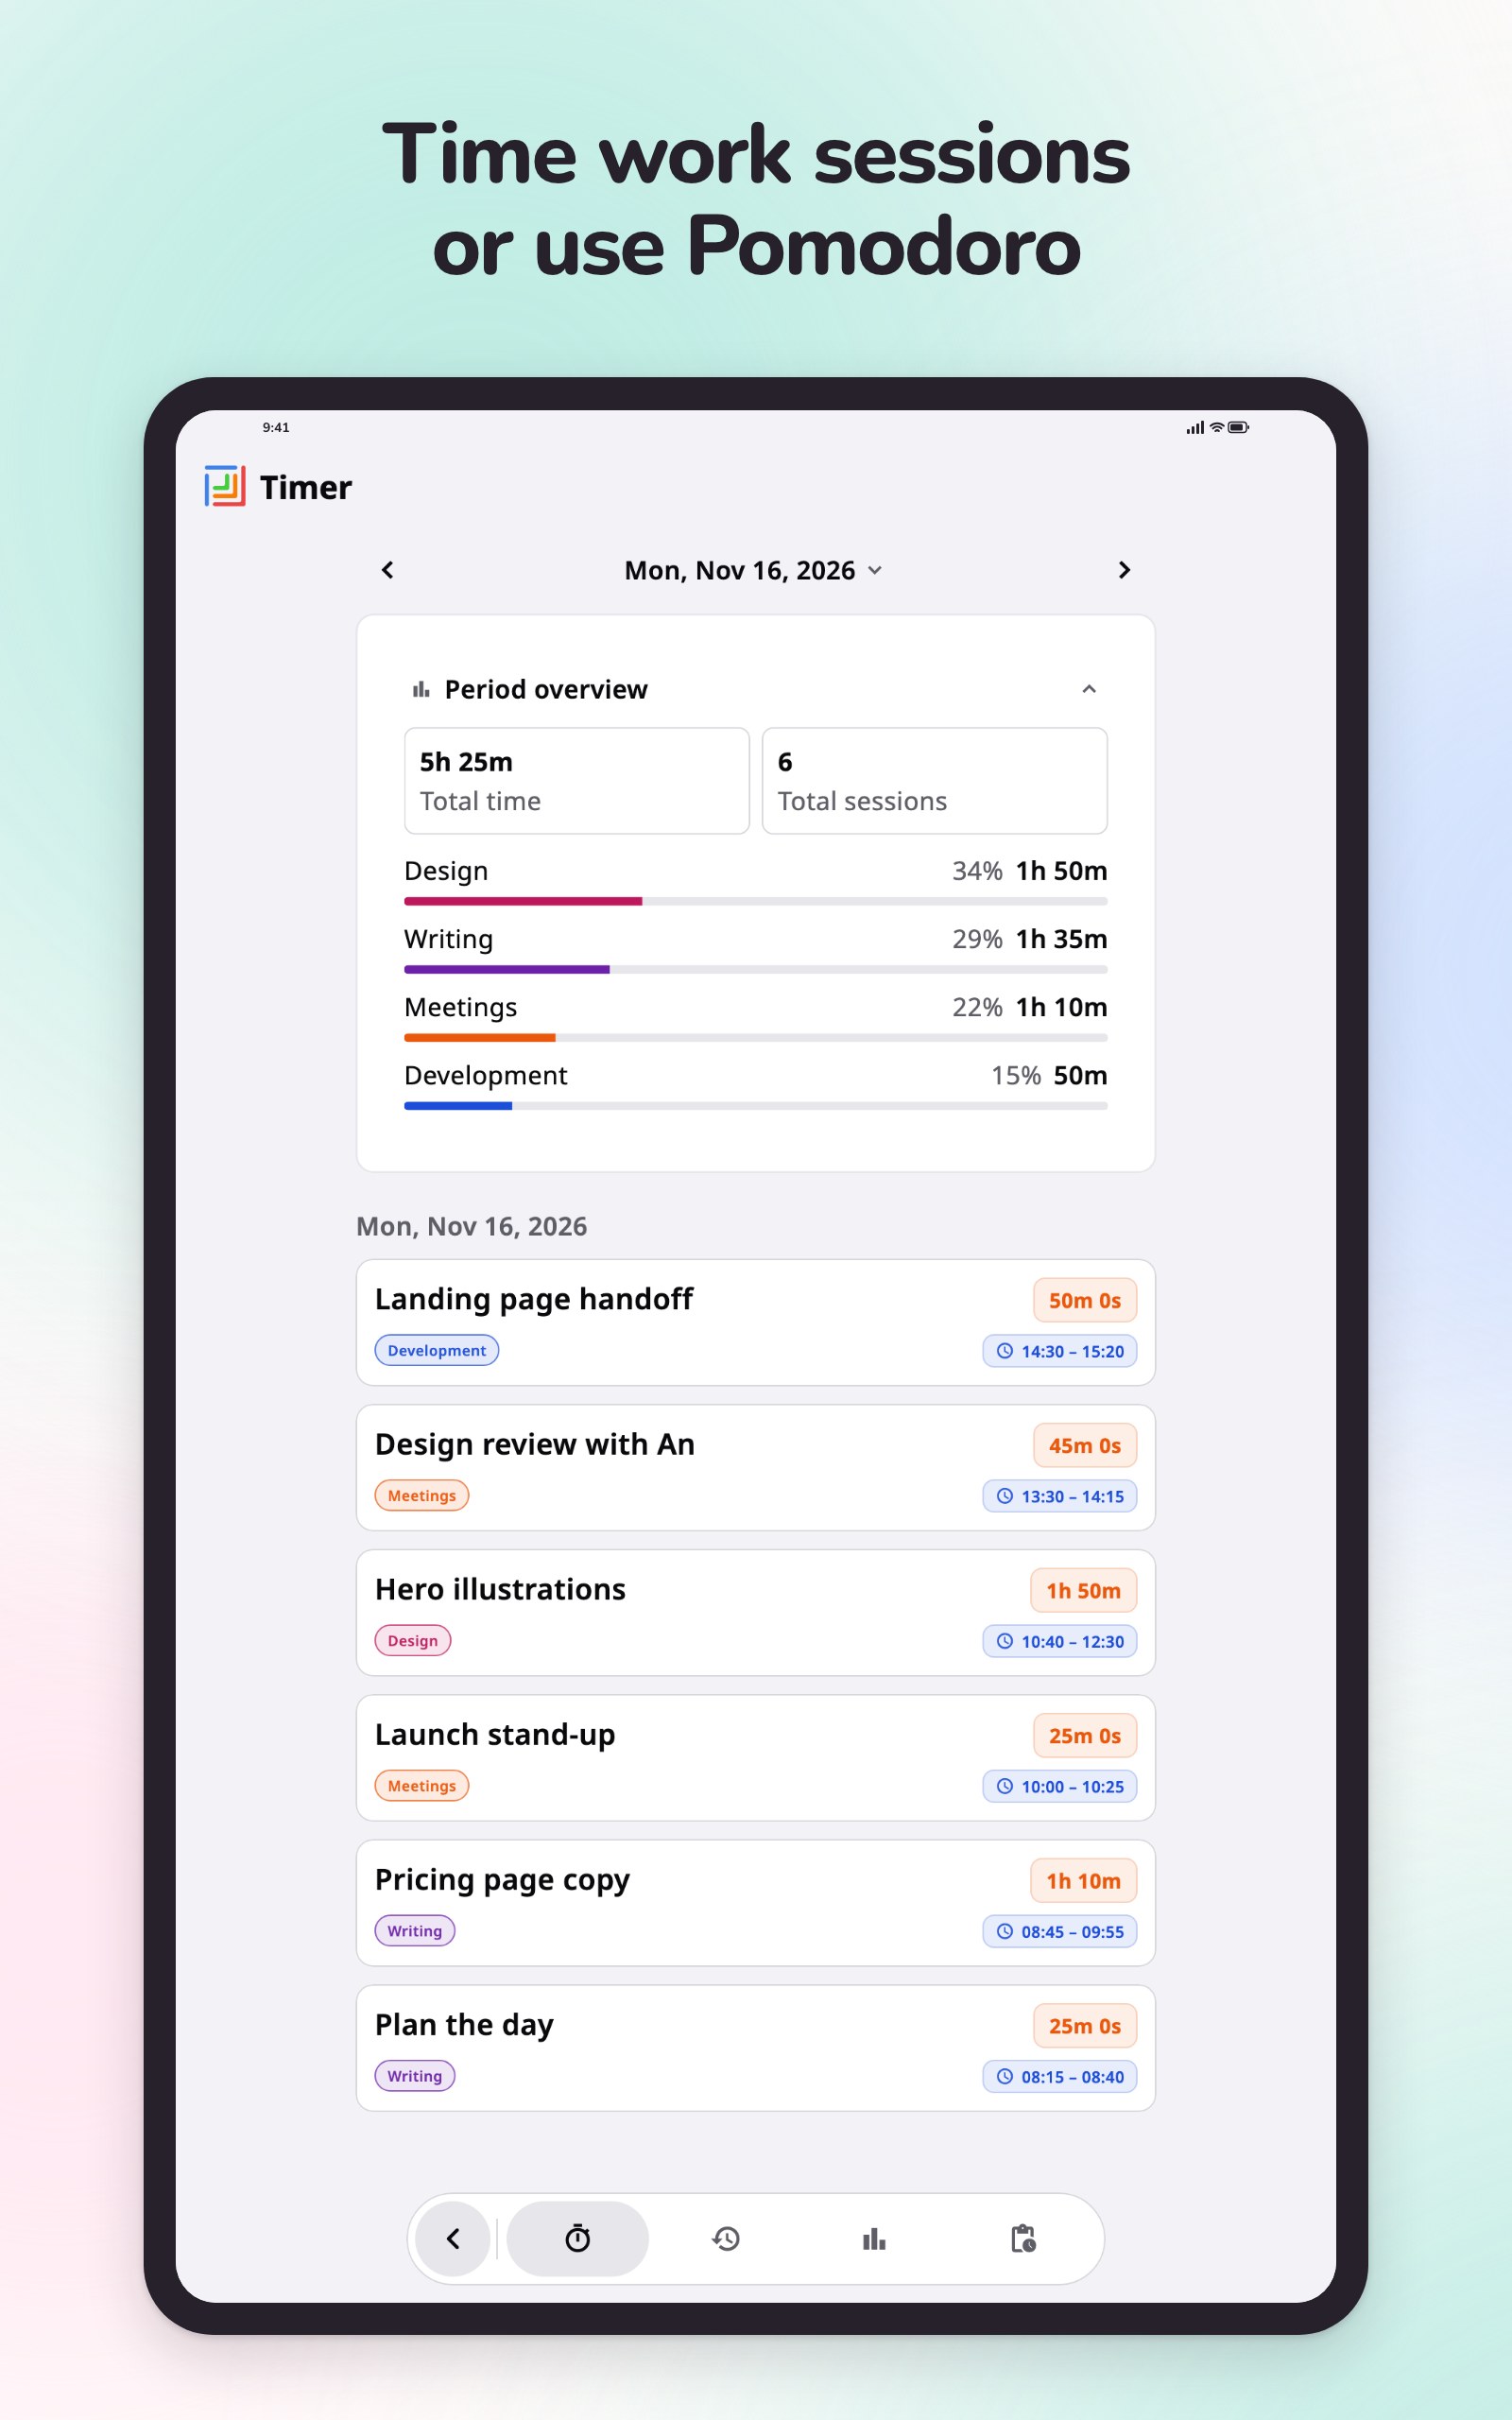 Time work sessions
or use Pomodoro
9:41
Timer
Mon, Nov 16, 2026
Period overview
5h 25m
Total time
6
Total sessions
Design 34% 1h 50m
Writing 29% 1h 35m
Meetings 22% 1h 10m
Development 15% 50m
Mon, Nov 16, 2026
Landing page handoff 50m 0s
Development 14:30 – 15:20
Design review with An 45m 0s
Meetings 13:30 – 14:15
Hero illustrations 1h 50m
Design 10:40 – 12:30
Launch stand-up 25m 0s
Meetings 10:00 – 10:25
Pricing page copy 1h 10m
Writing 08:45 – 09:55
Plan the day 25m 0s
Writing 08:15 – 08:40